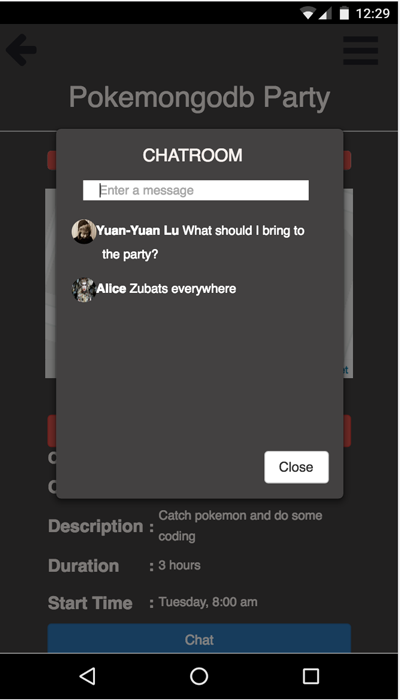 12:29
Pokemongodb Party
CHATROOM
Enter a message
Yuan-Yuan Lu What should I bring to
the party?
Alice Zubats everywhere
Close
Description : Catch pokemon and do some
coding
Duration : 3 hours
Start Time : Tuesday, 8:00 am
Chat